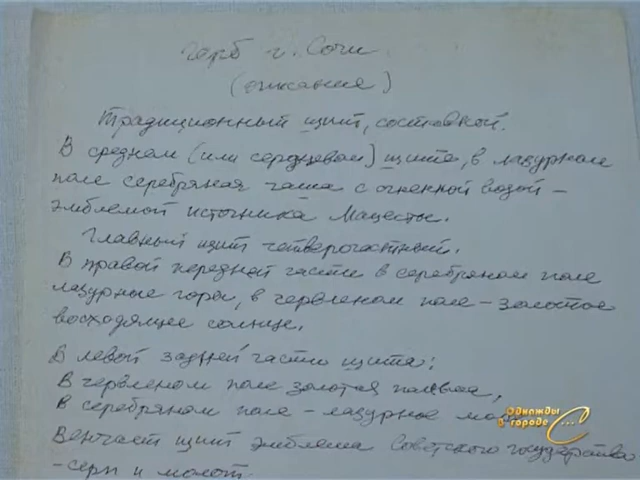 Герб г. Сочи.
(описание)
Традиционный щит, составной.
В среднем (или сердцевом) щите, в лазурном
поле серебряная чаша с огненной водой –
эмблемой источника Мацесты.
Главный щит четверочастный.
В правой передней части в серебряном поле
лазурные горы, в червленом поле – золотое
восходящее солнце.
В левой задней части щита:
В червленом поле золотая пальма,
В серебряном поле – лазурное
Однажды
в городе
Венчает щит эмблема Советского государства
– серп и молот